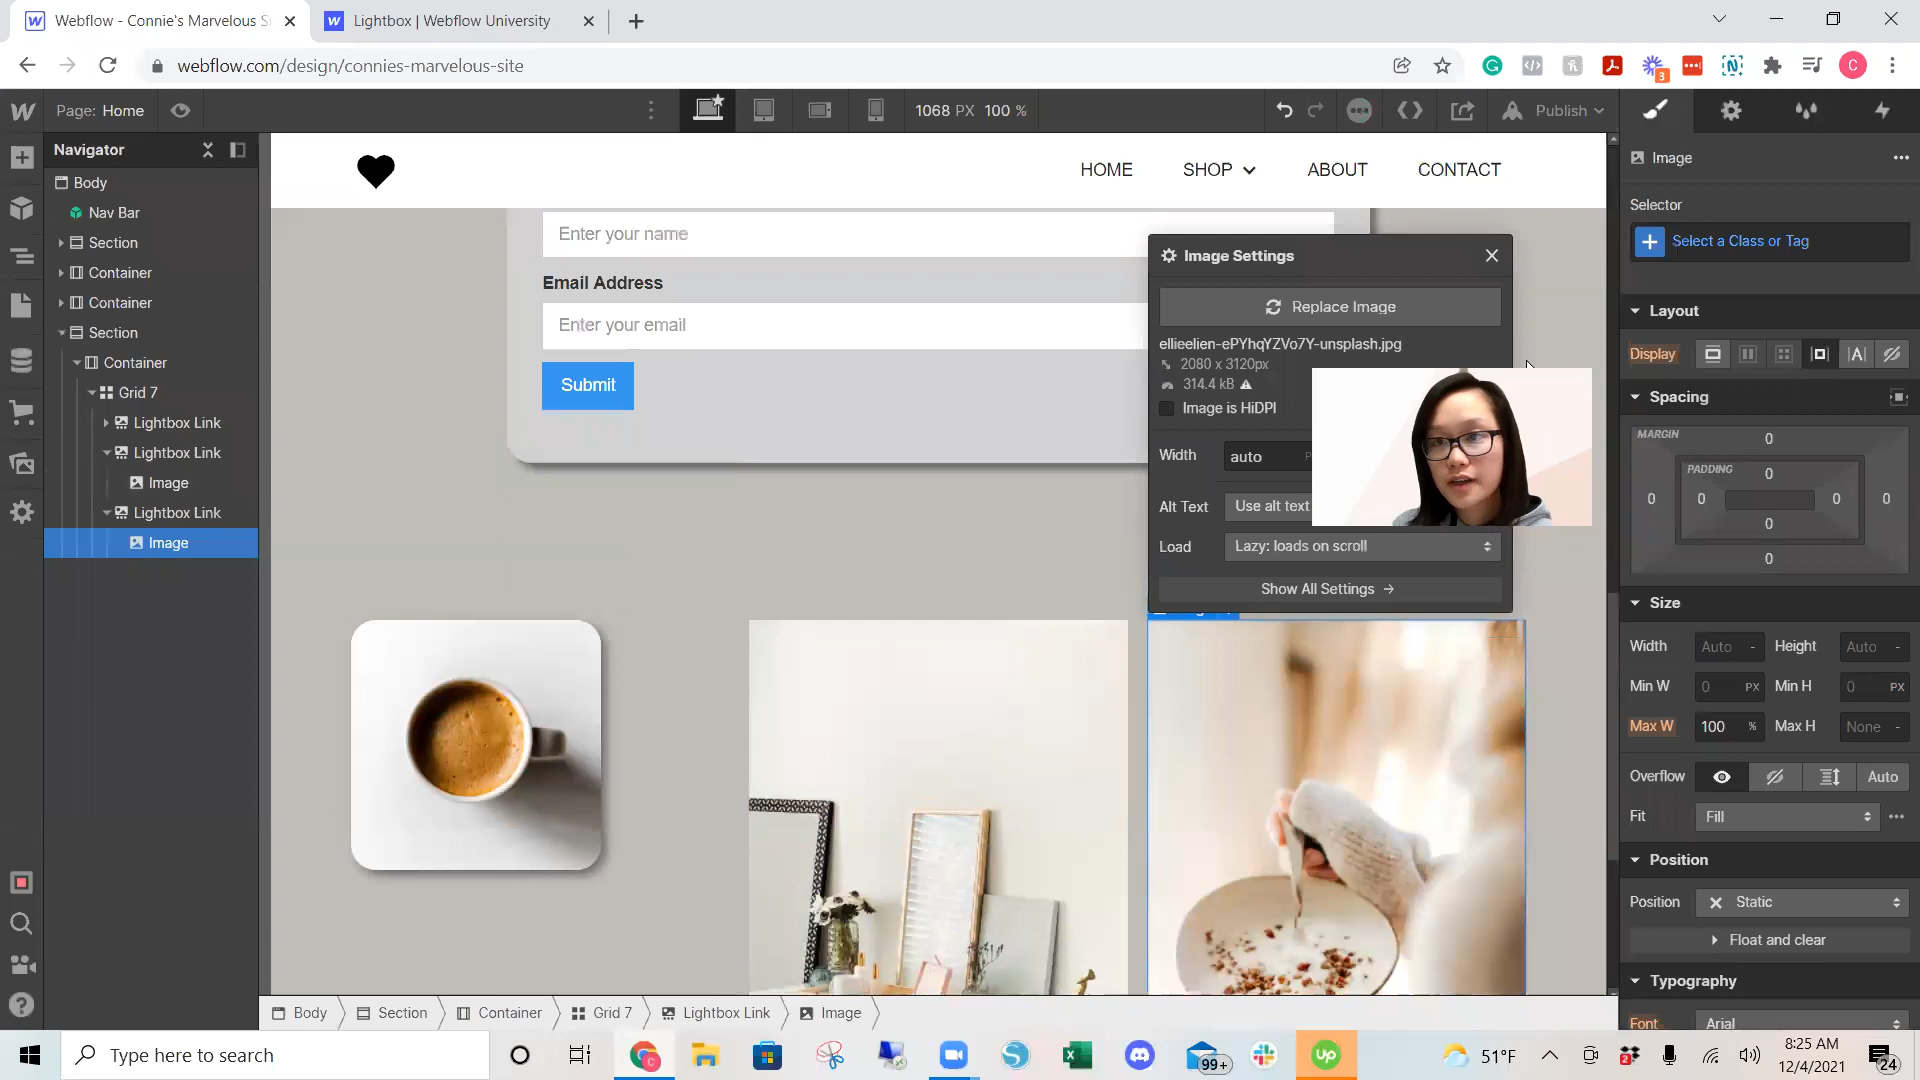 Webflow - Connie's Marvelous S
Lightbox | Webflow University
webflow.com/design/connies-marvelous-site
3
C
Page: Home
1068 PX 100 %
Publish
Navigator
Body
Nav Bar
Section
Container
Container
Section
Container
Grid 7
Lightbox Link
Lightbox Link
Image
Lightbox Link
Image
HOME
SHOP
ABOUT
CONTACT
Enter your name
Email Address
Enter your email
Submit
Image Settings
Replace Image
ellieelien-ePYhqYZVo7Y-unsplash.jpg
2080 x 3120px
314.4 kB
Image is HiDPI
Width
auto
Alt Text
Use alt text
Load
Lazy: loads on scroll
Show All Settings
Image
Selector
Select a Class or Tag
Layout
Display
Spacing
MARGIN
0
PADDING
0
0 0 0 0
0
0
Size
Width Auto - Height Auto -
Min W 0 PX Min H 0 PX
Max W 100 % Max H None -
Overflow Auto
Fit Fill
Position
Position Static
Float and clear
Typography
Font Arial
Body Section Container Grid 7 Lightbox Link Image
Type here to search
99+
up
51°F
2
8:25 AM
12/4/2021
24